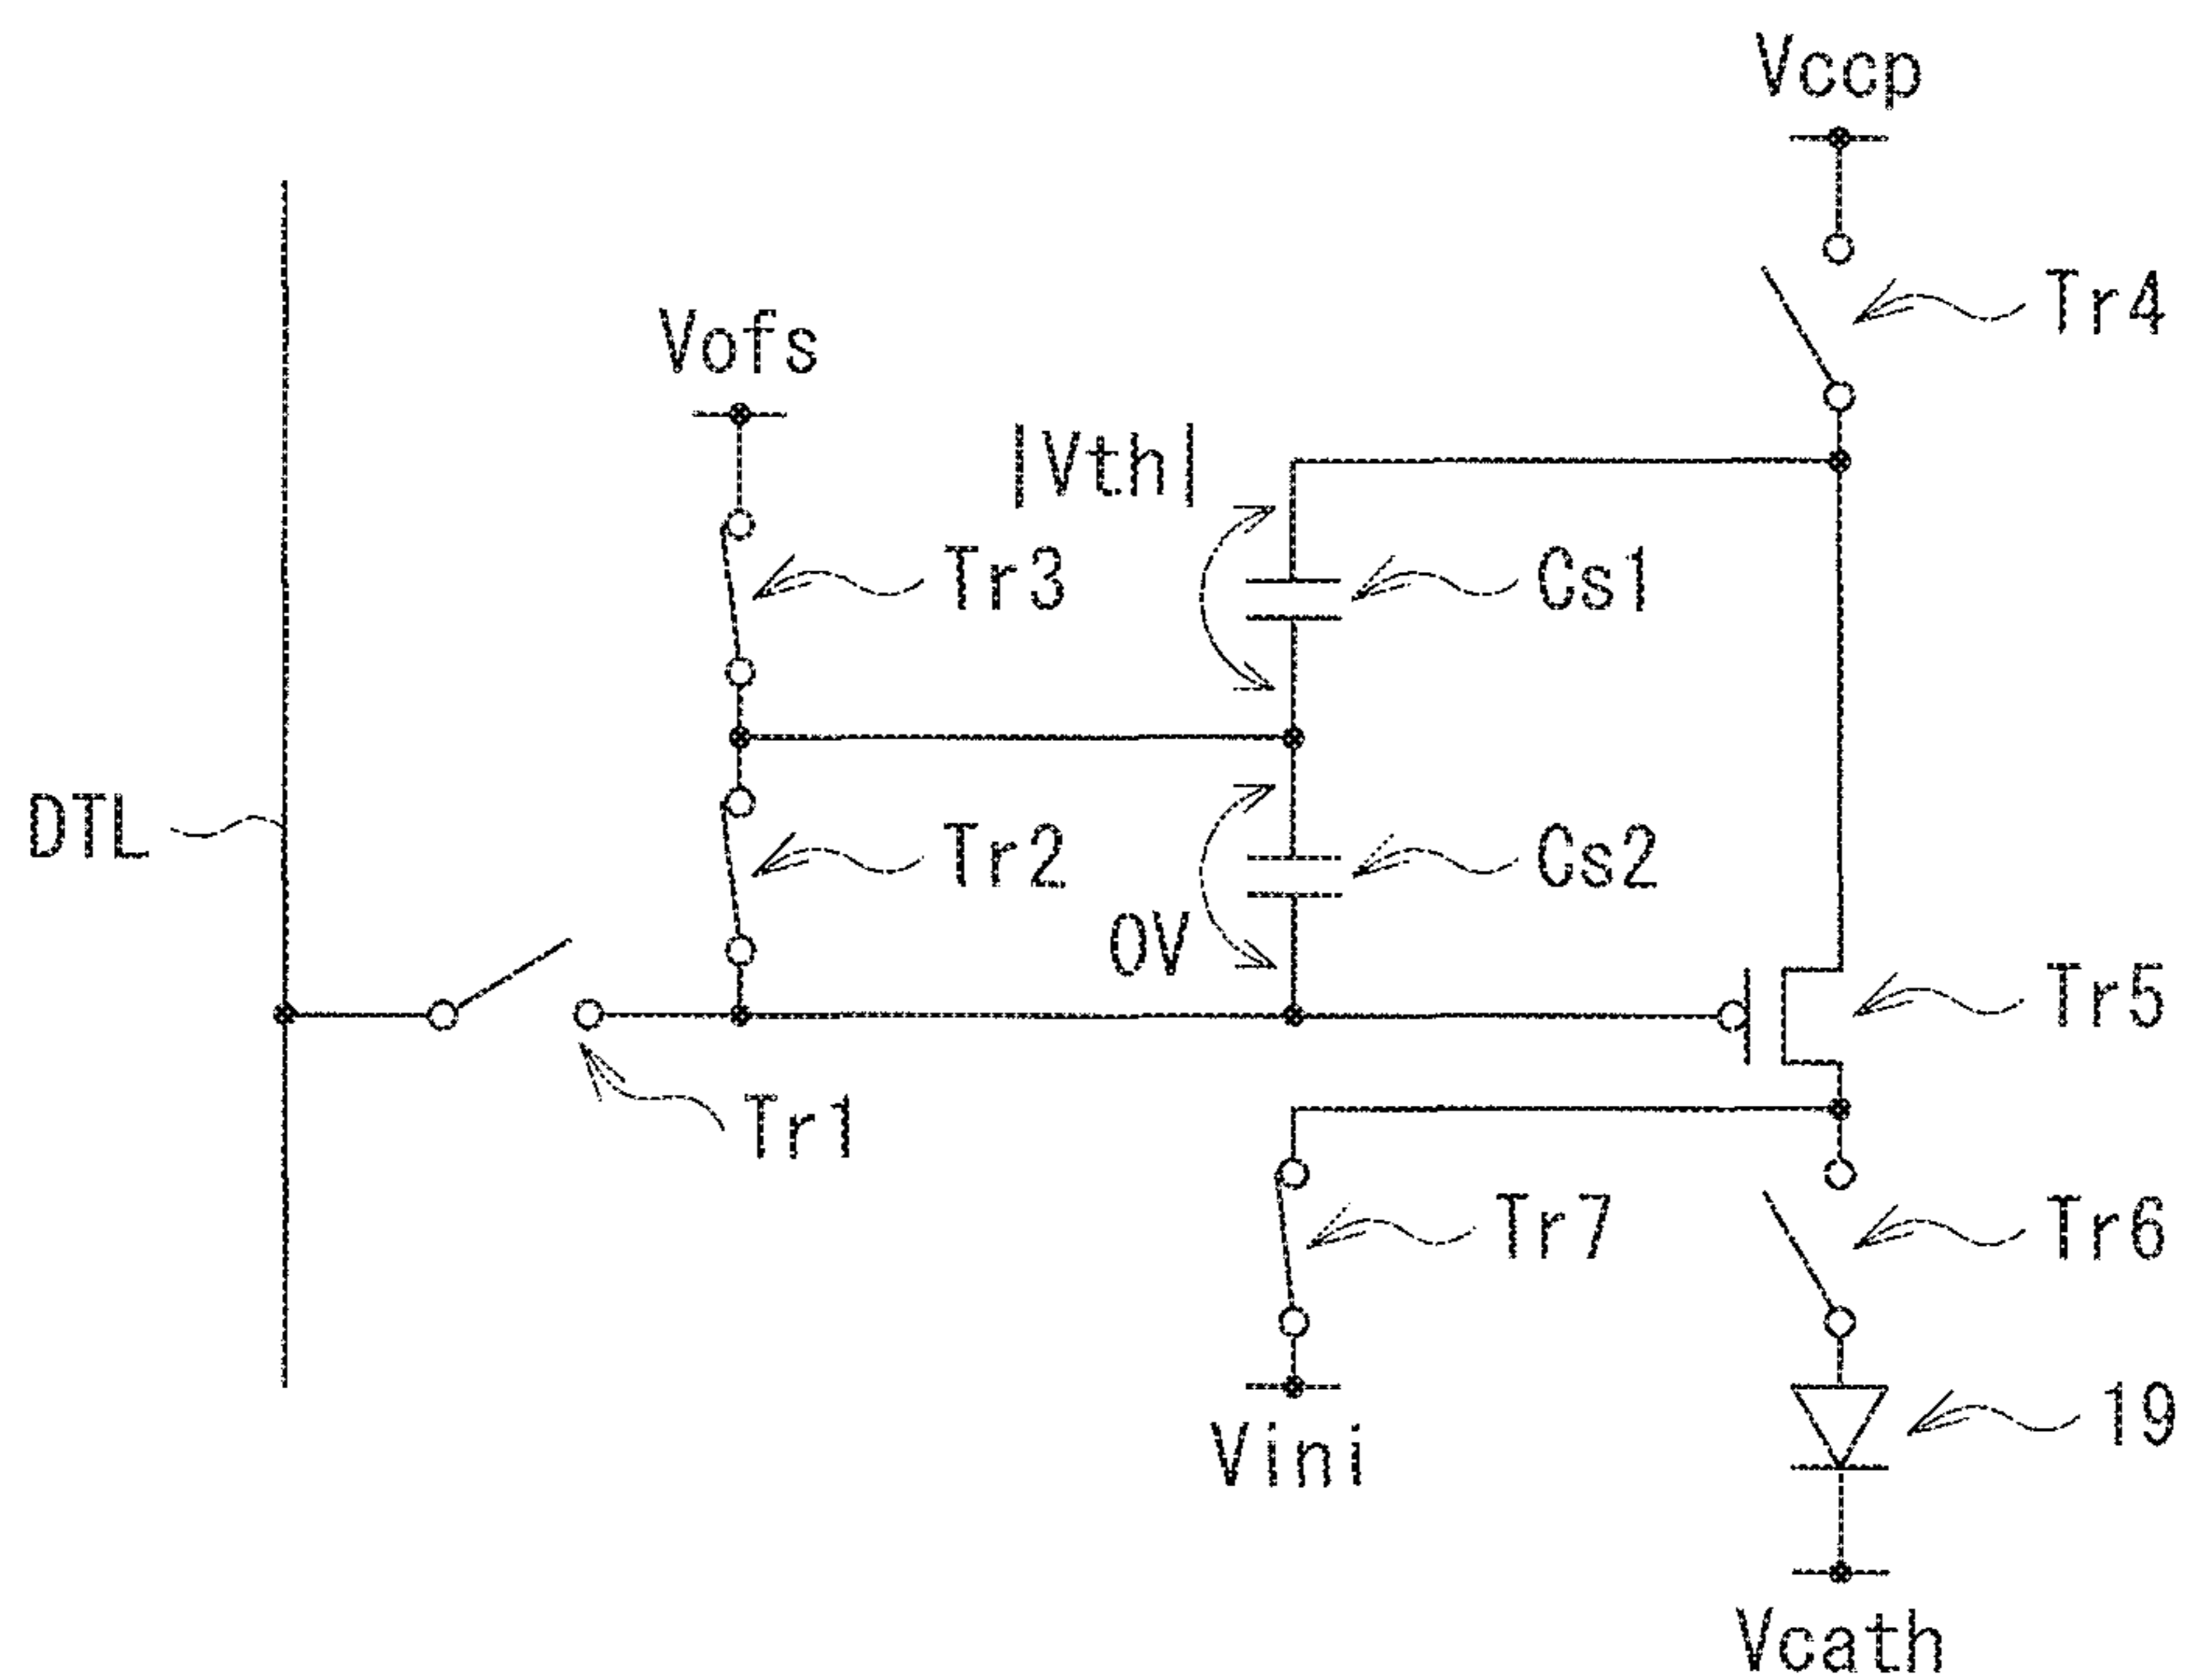 Vccp
Tr4
Vofs
|Vth|
Tr3
Cs1
DTL
Tr2
Cs2
0V
Tr5
Tr1
Tr7
Tr6
19
Vini
Vcath